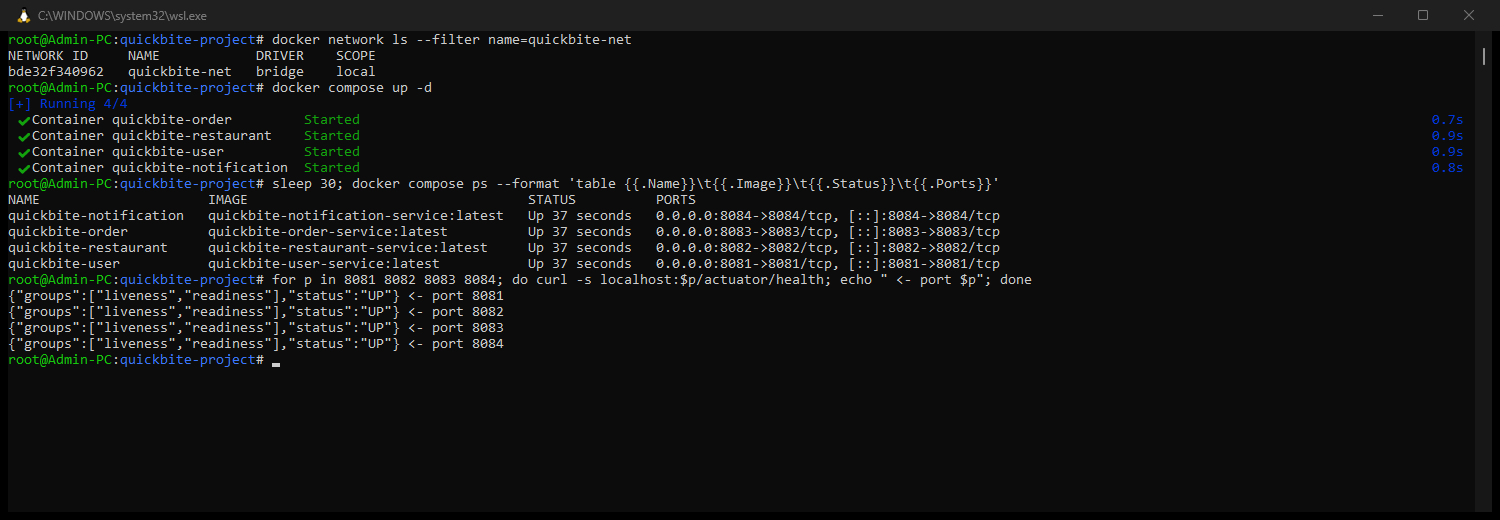 C:\WINDOWS\system32\wsl.exe
root@Admin-PC:quickbite-project# docker network ls --filter name=quickbite-net
NETWORK ID     NAME            DRIVER    SCOPE
bde32f340962   quickbite-net   bridge    local
root@Admin-PC:quickbite-project# docker compose up -d
[+] Running 4/4
✔Container quickbite-order         Started 0.7s
✔Container quickbite-restaurant    Started 0.9s
✔Container quickbite-user          Started 0.9s
✔Container quickbite-notification  Started 0.8s
root@Admin-PC:quickbite-project# sleep 30; docker compose ps --format 'table {{.Name}}\t{{.Image}}\t{{.Status}}\t{{.Ports}}'
NAME                     IMAGE                                   STATUS          PORTS
quickbite-notification   quickbite-notification-service:latest   Up 37 seconds   0.0.0.0:8084->8084/tcp, [::]:8084->8084/tcp
quickbite-order          quickbite-order-service:latest          Up 37 seconds   0.0.0.0:8083->8083/tcp, [::]:8083->8083/tcp
quickbite-restaurant     quickbite-restaurant-service:latest     Up 37 seconds   0.0.0.0:8082->8082/tcp, [::]:8082->8082/tcp
quickbite-user           quickbite-user-service:latest           Up 37 seconds   0.0.0.0:8081->8081/tcp, [::]:8081->8081/tcp
root@Admin-PC:quickbite-project# for p in 8081 8082 8083 8084; do curl -s localhost:$p/actuator/health; echo " <- port $p"; done
{"groups":["liveness","readiness"],"status":"UP"} <- port 8081
{"groups":["liveness","readiness"],"status":"UP"} <- port 8082
{"groups":["liveness","readiness"],"status":"UP"} <- port 8083
{"groups":["liveness","readiness"],"status":"UP"} <- port 8084
root@Admin-PC:quickbite-project#